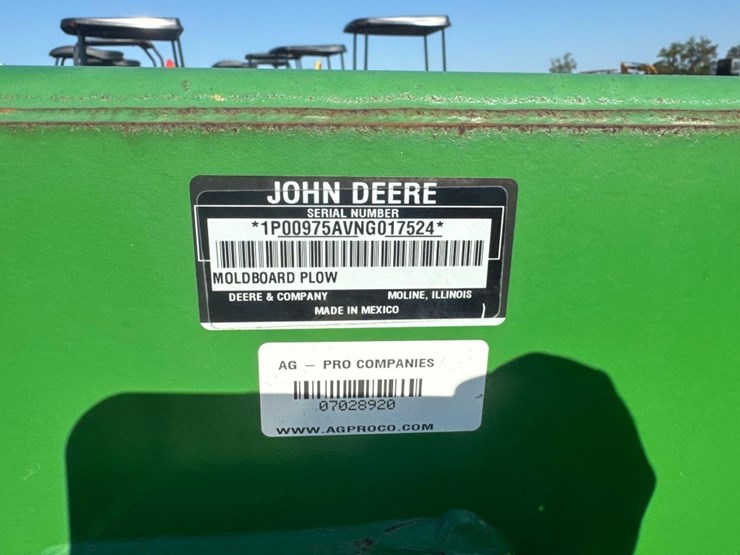 JOHN DEERE
SERIAL NUMBER
*1P00975AVNG017524*
MOLDBOARD PLOW
DEERE & COMPANY MOLINE, ILLINOIS
MADE IN MEXICO
AG – PRO COMPANIES
07028920
WWW.AGPROCO.COM